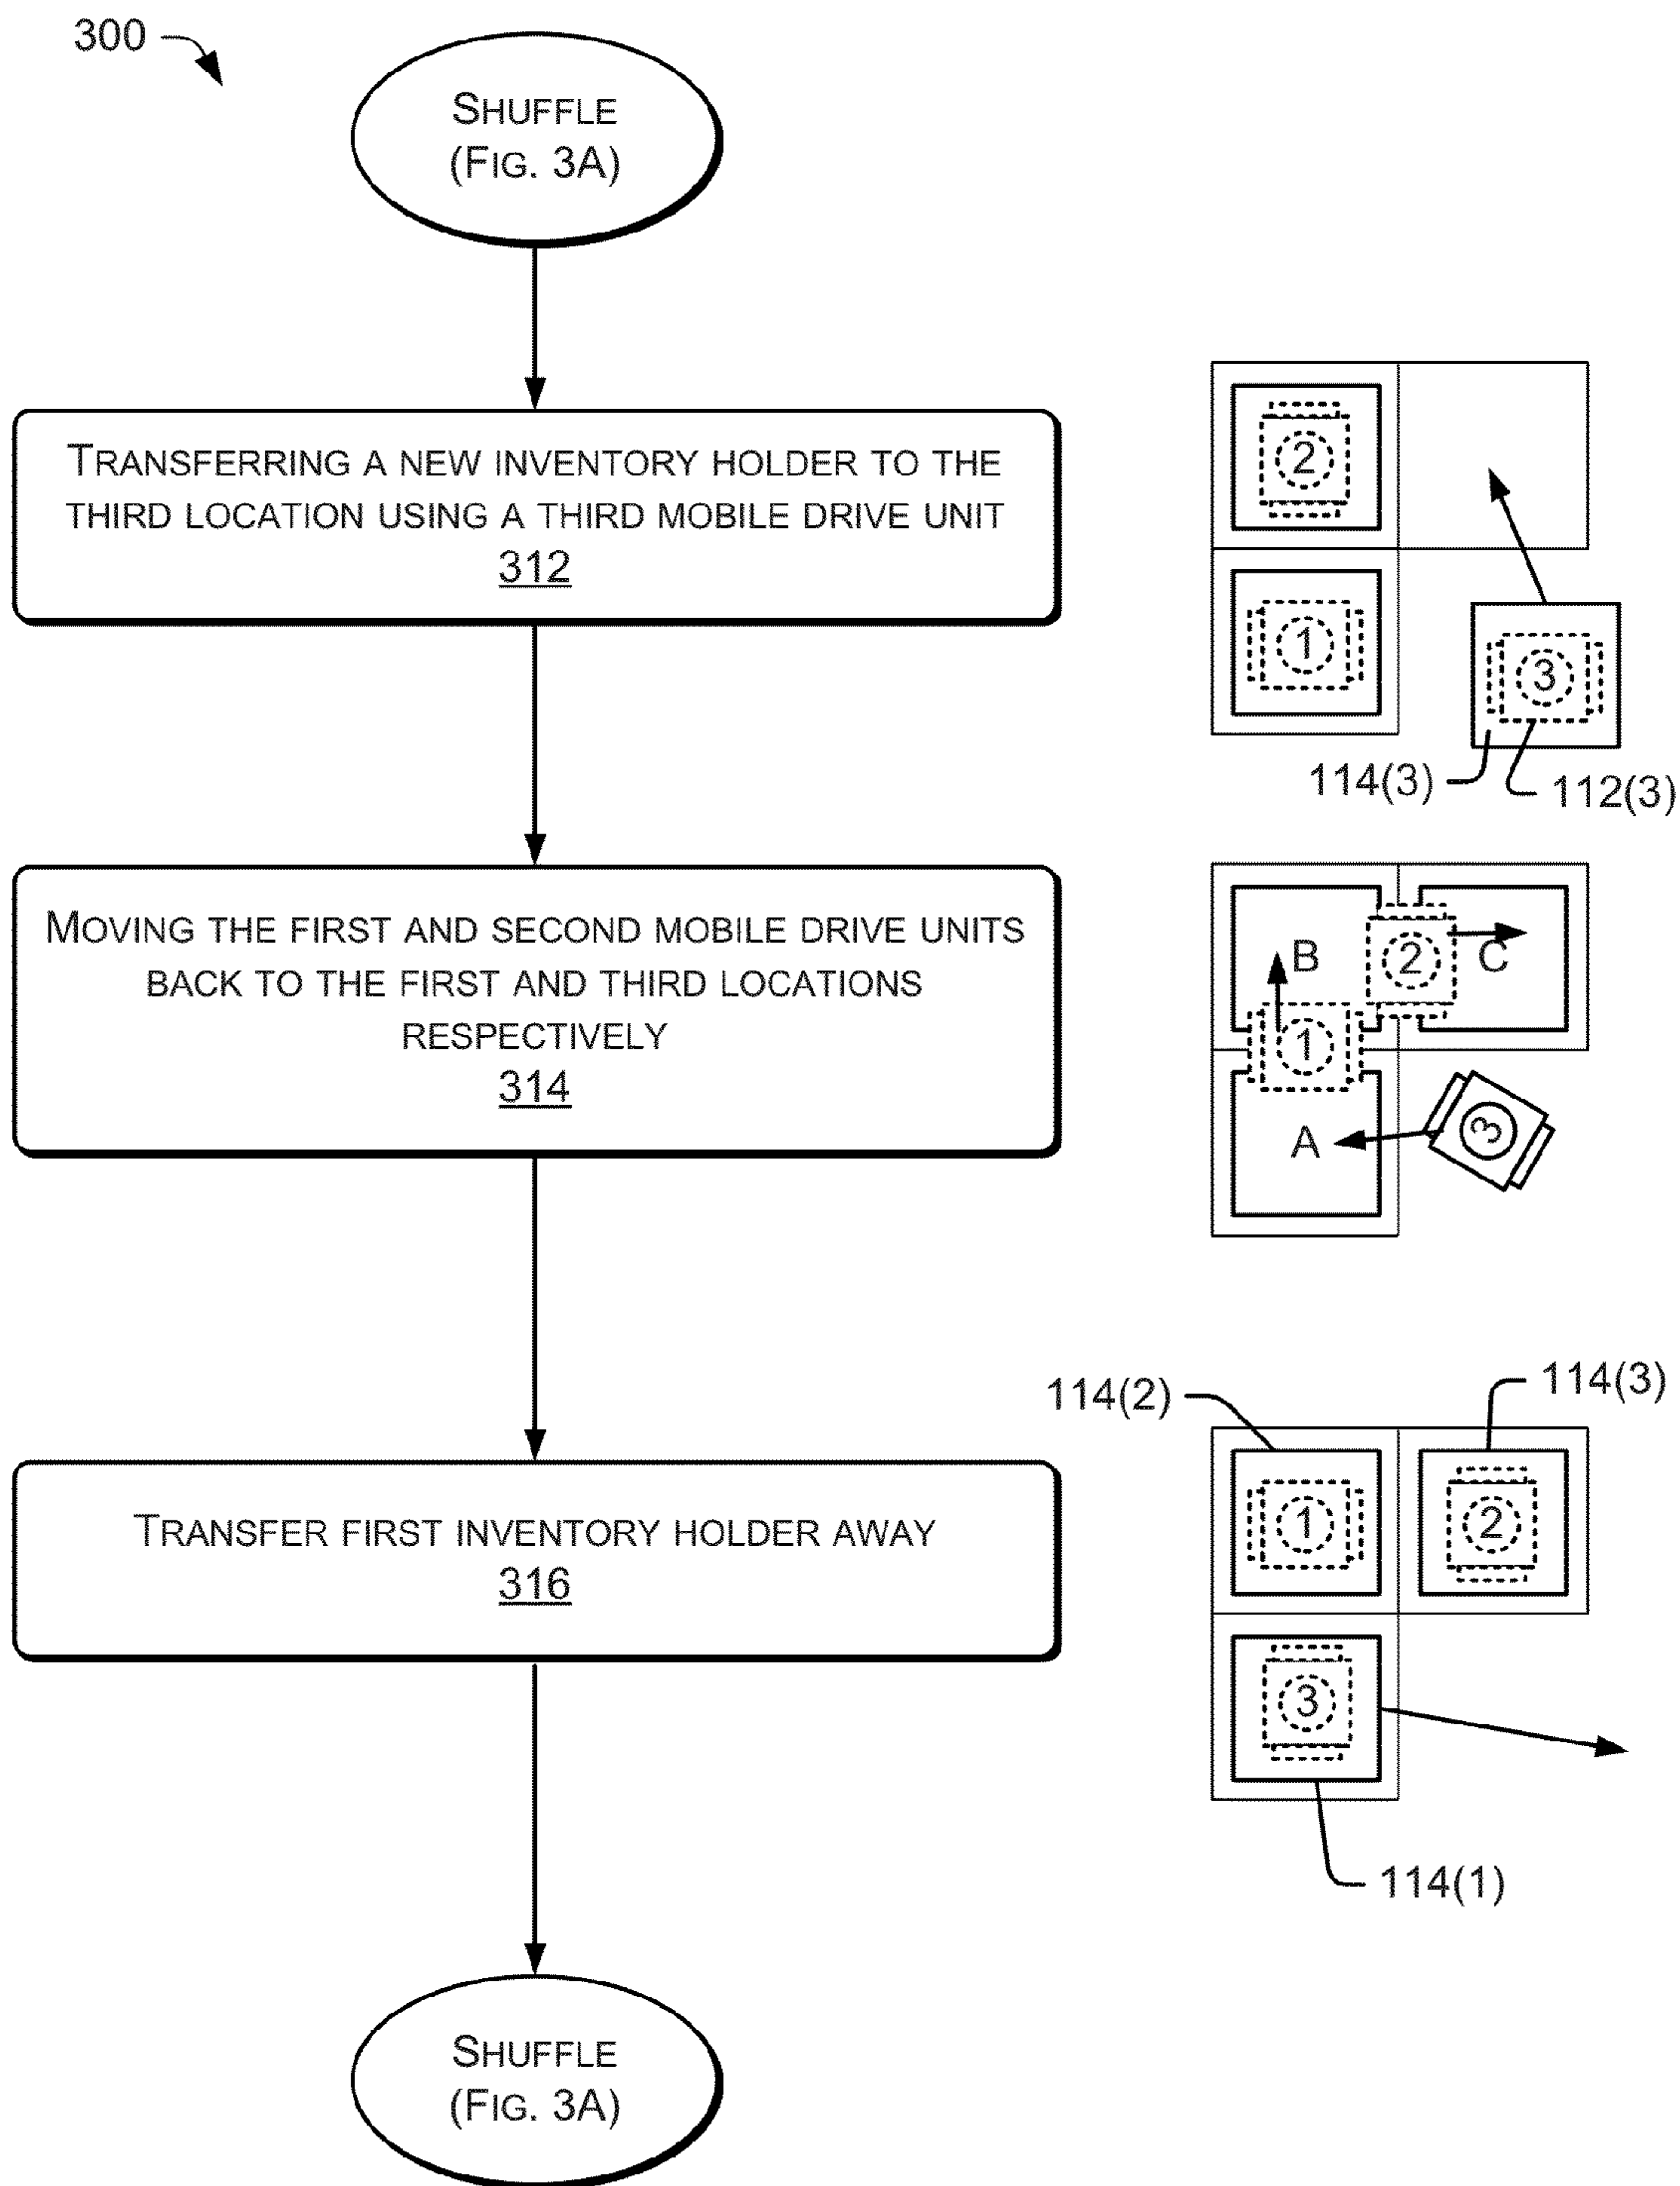 300
SHUFFLE
(FIG. 3A)
TRANSFERRING A NEW INVENTORY HOLDER TO THE
THIRD LOCATION USING A THIRD MOBILE DRIVE UNIT
312
2
1
3
114(3)
112(3)
MOVING THE FIRST AND SECOND MOBILE DRIVE UNITS
BACK TO THE FIRST AND THIRD LOCATIONS
RESPECTIVELY
314
B
2
C
1
A
3
TRANSFER FIRST INVENTORY HOLDER AWAY
316
114(2)
114(3)
1
2
3
114(1)
SHUFFLE
(FIG. 3A)